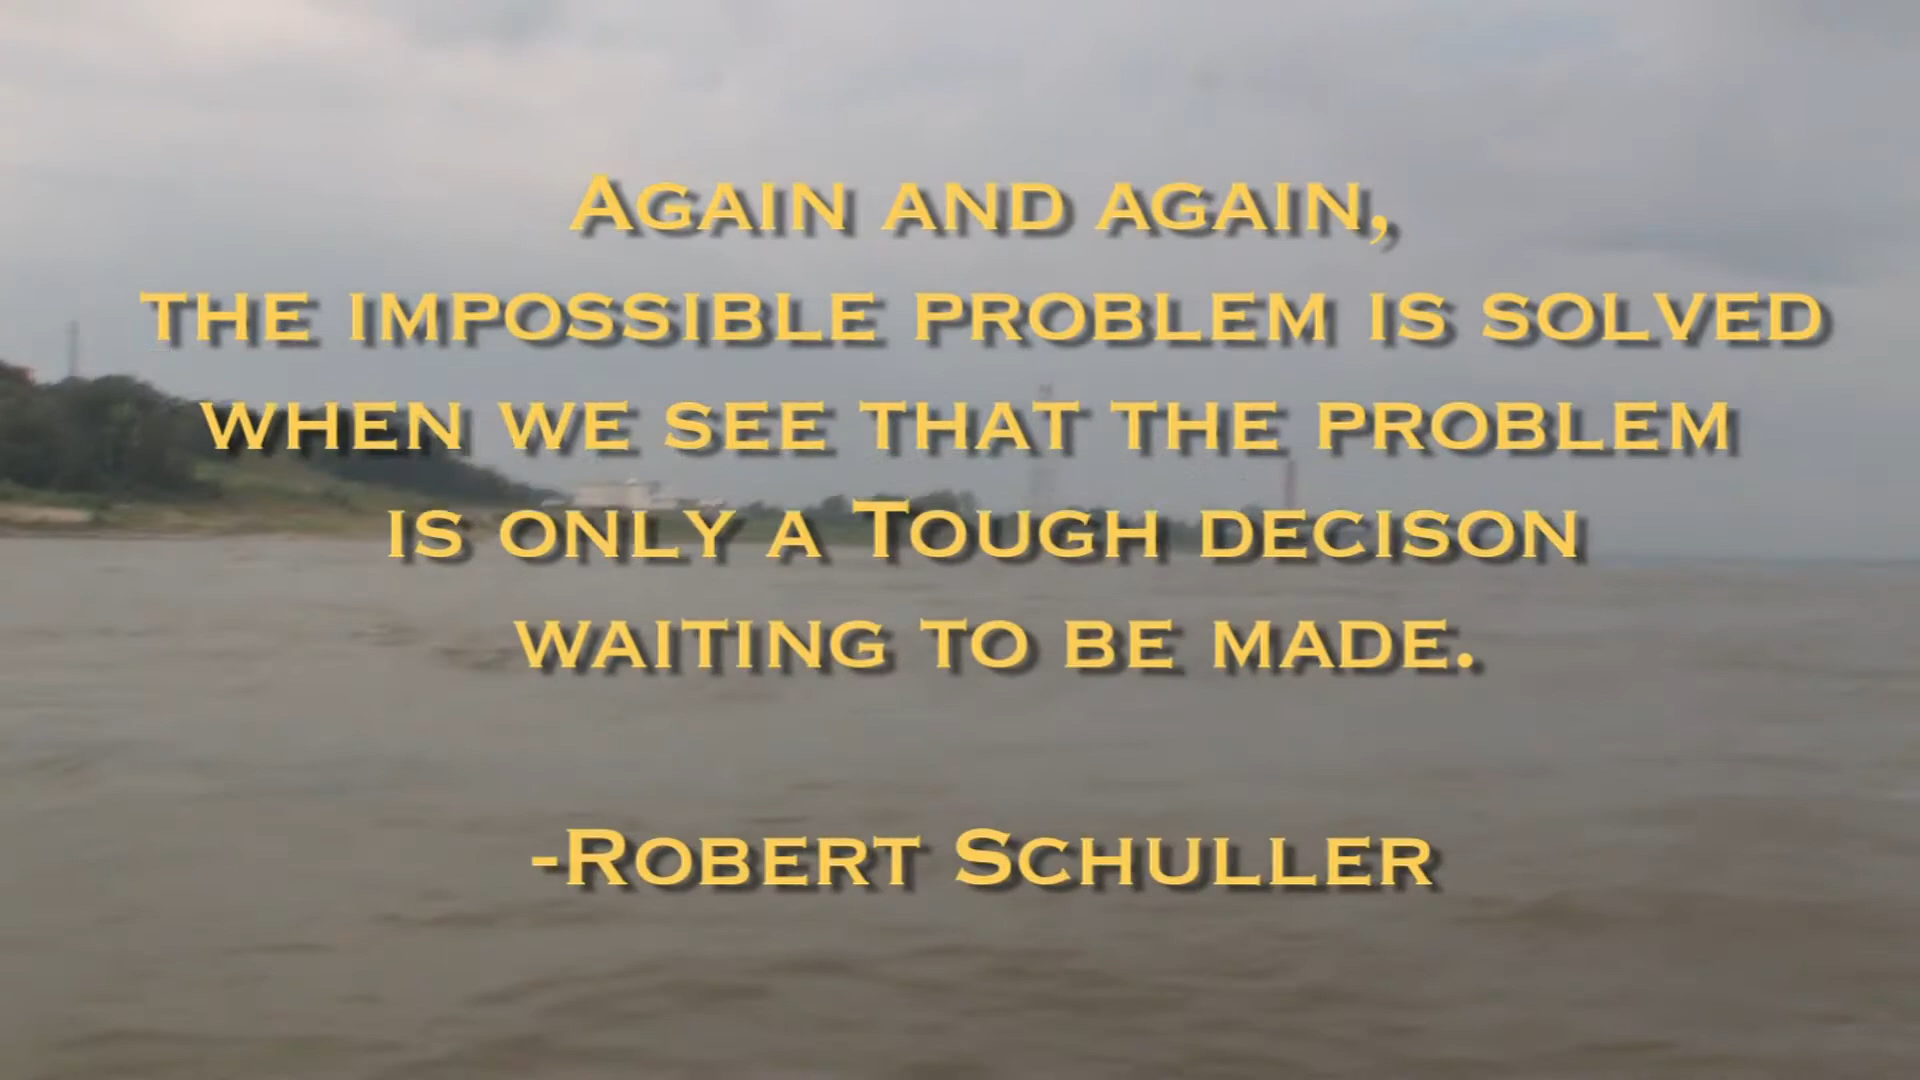 Again and again,
the impossible problem is solved
when we see that the problem
is only a Tough decison
waiting to be made.
-Robert Schuller